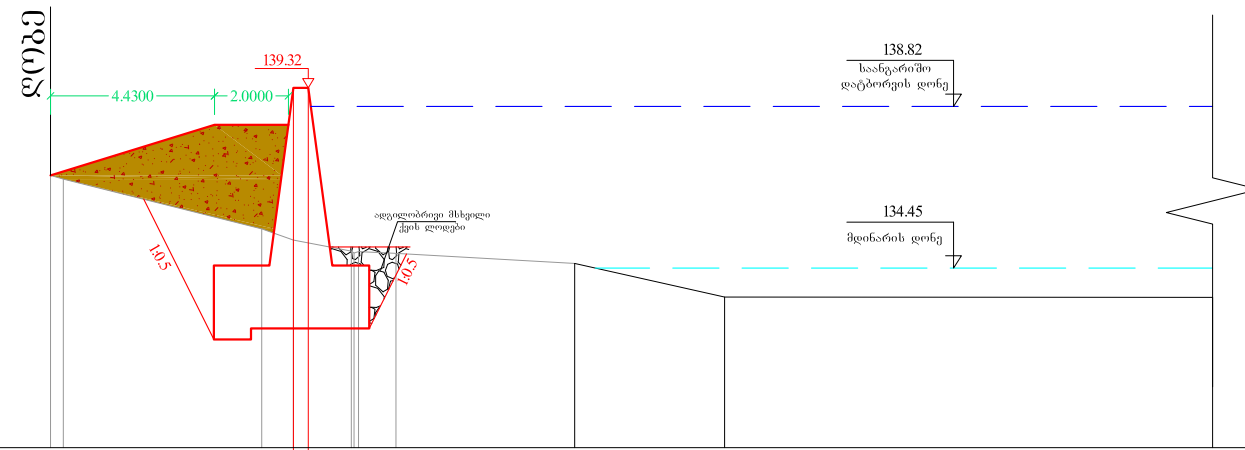 ღობე
4.4300
2.0000
139.32
138.82
საანგარიშო
დატბორვის დონე
134.45
მდინარის დონე
ადგილობრივი მსხვილი
ქვის ლოდები
1:0.5
1:0.5